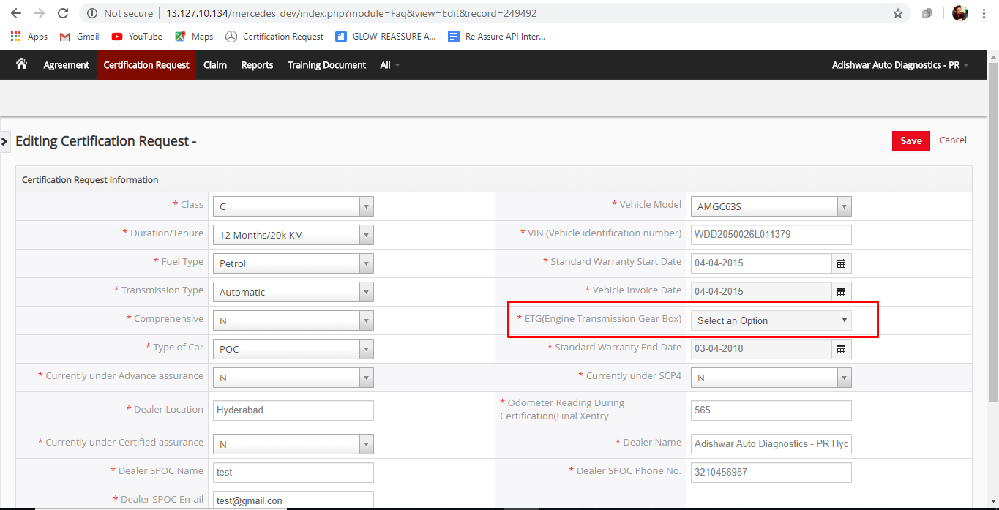 Not secure | 13.127.10.134/mercedes_dev/index.php?module=Faq&view=Edit&record=249492
Apps Gmail YouTube Maps Certification Request GLOW-REASSURE A... Re Assure API Inter...
Agreement Certification Request Claim Reports Training Document All Adishwar Auto Diagnostics - PR
Editing Certification Request - Save Cancel
Certification Request Information
* Class C * Vehicle Model AMGC63S
* Duration/Tenure 12 Months/20k KM * VIN (Vehicle identification number) WDD2050026L011379
* Fuel Type Petrol * Standard Warranty Start Date 04-04-2015
* Transmission Type Automatic * Vehicle Invoice Date 04-04-2015
* Comprehensive N * ETG(Engine Transmission Gear Box) Select an Option
* Type of Car POC * Standard Warranty End Date 03-04-2018
* Currently under Advance assurance N * Currently under SCP4 N
* Dealer Location Hyderabad * Odometer Reading During
Certification(Final Xentry 565
* Currently under Certified assurance N * Dealer Name Adishwar Auto Diagnostics - PR Hyd
* Dealer SPOC Name test * Dealer SPOC Phone No. 3210456987
* Dealer SPOC Email test@gmail.con